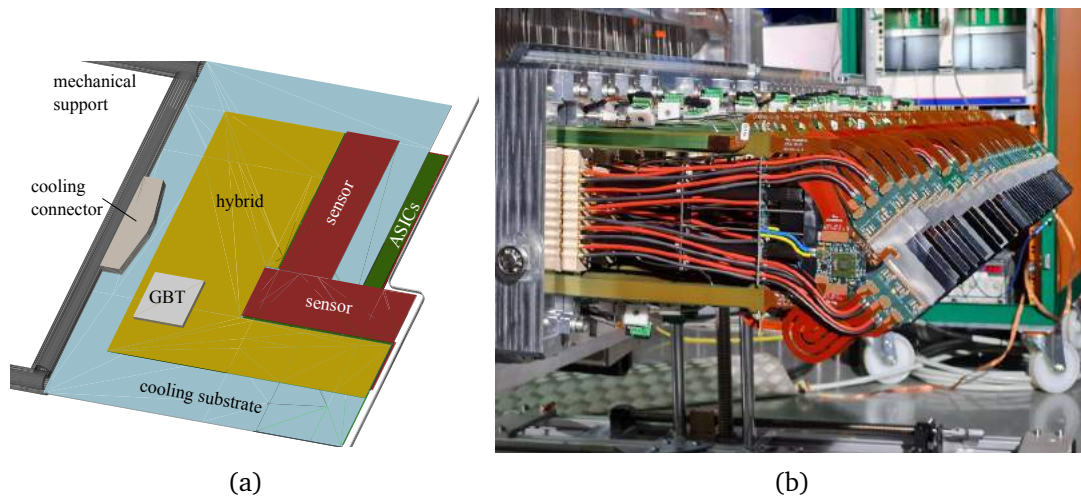 mechanical
support
cooling
connector
hybrid
sensor
ASICs
GBT
sensor
cooling substrate
(a)
(b)